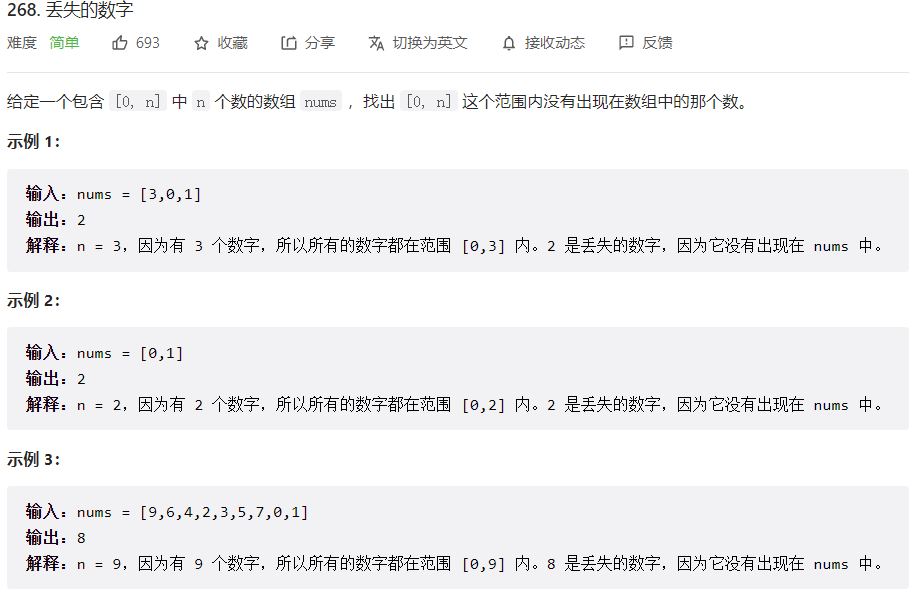 268. 丢失的数字
难度 简单 693 收藏 分享 切换为英文 接收动态 反馈
给定一个包含 [0, n] 中 n 个数的数组 nums ，找出 [0, n] 这个范围内没有出现在数组中的那个数。
示例 1：
输入：nums = [3,0,1]
输出：2
解释：n = 3，因为有 3 个数字，所以所有的数字都在范围 [0,3] 内。2 是丢失的数字，因为它没有出现在 nums 中。
示例 2：
输入：nums = [0,1]
输出：2
解释：n = 2，因为有 2 个数字，所以所有的数字都在范围 [0,2] 内。2 是丢失的数字，因为它没有出现在 nums 中。
示例 3：
输入：nums = [9,6,4,2,3,5,7,0,1]
输出：8
解释：n = 9，因为有 9 个数字，所以所有的数字都在范围 [0,9] 内。8 是丢失的数字，因为它没有出现在 nums 中。